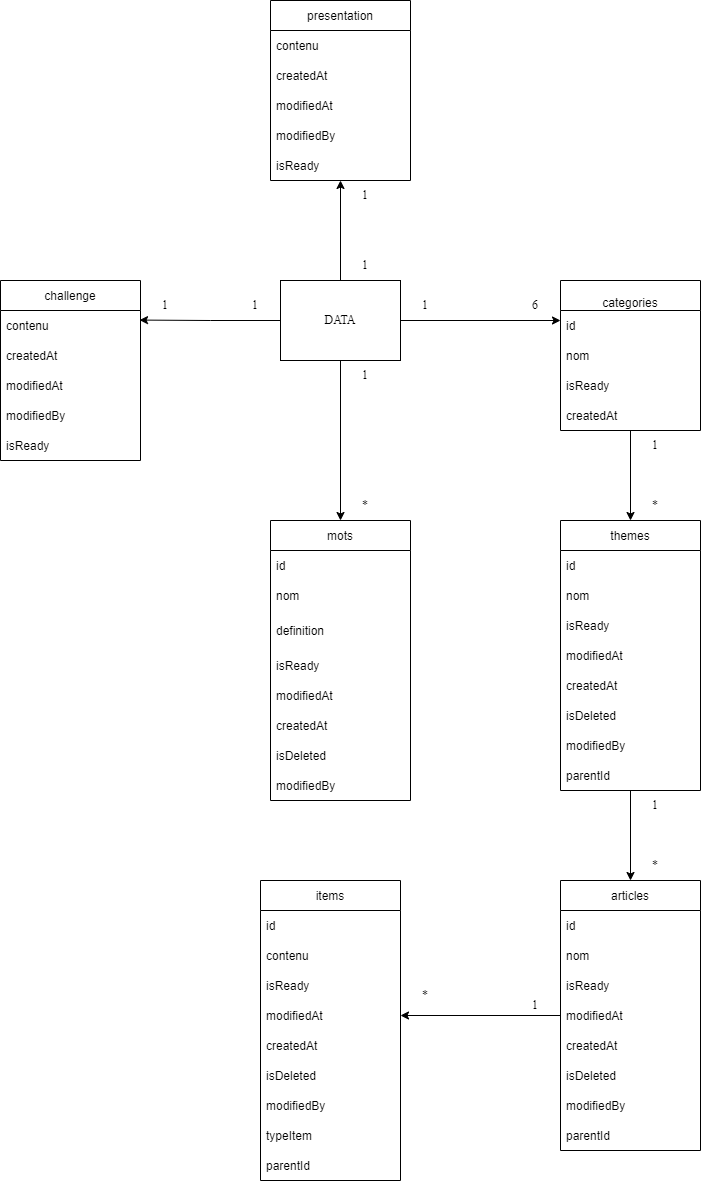 presentation
contenu
createdAt
modifiedAt
modifiedBy
isReady
1
1
challenge
contenu
createdAt
modifiedAt
modifiedBy
isReady
1
1
DATA
1
6
categories
id
nom
isReady
createdAt
1
*
1
*
mots
id
nom
definition
isReady
modifiedAt
createdAt
isDeleted
modifiedBy
themes
id
nom
isReady
modifiedAt
createdAt
isDeleted
modifiedBy
parentId
1
*
items
id
contenu
isReady
modifiedAt
createdAt
isDeleted
modifiedBy
typeItem
parentId
*
1
articles
id
nom
isReady
modifiedAt
createdAt
isDeleted
modifiedBy
parentId